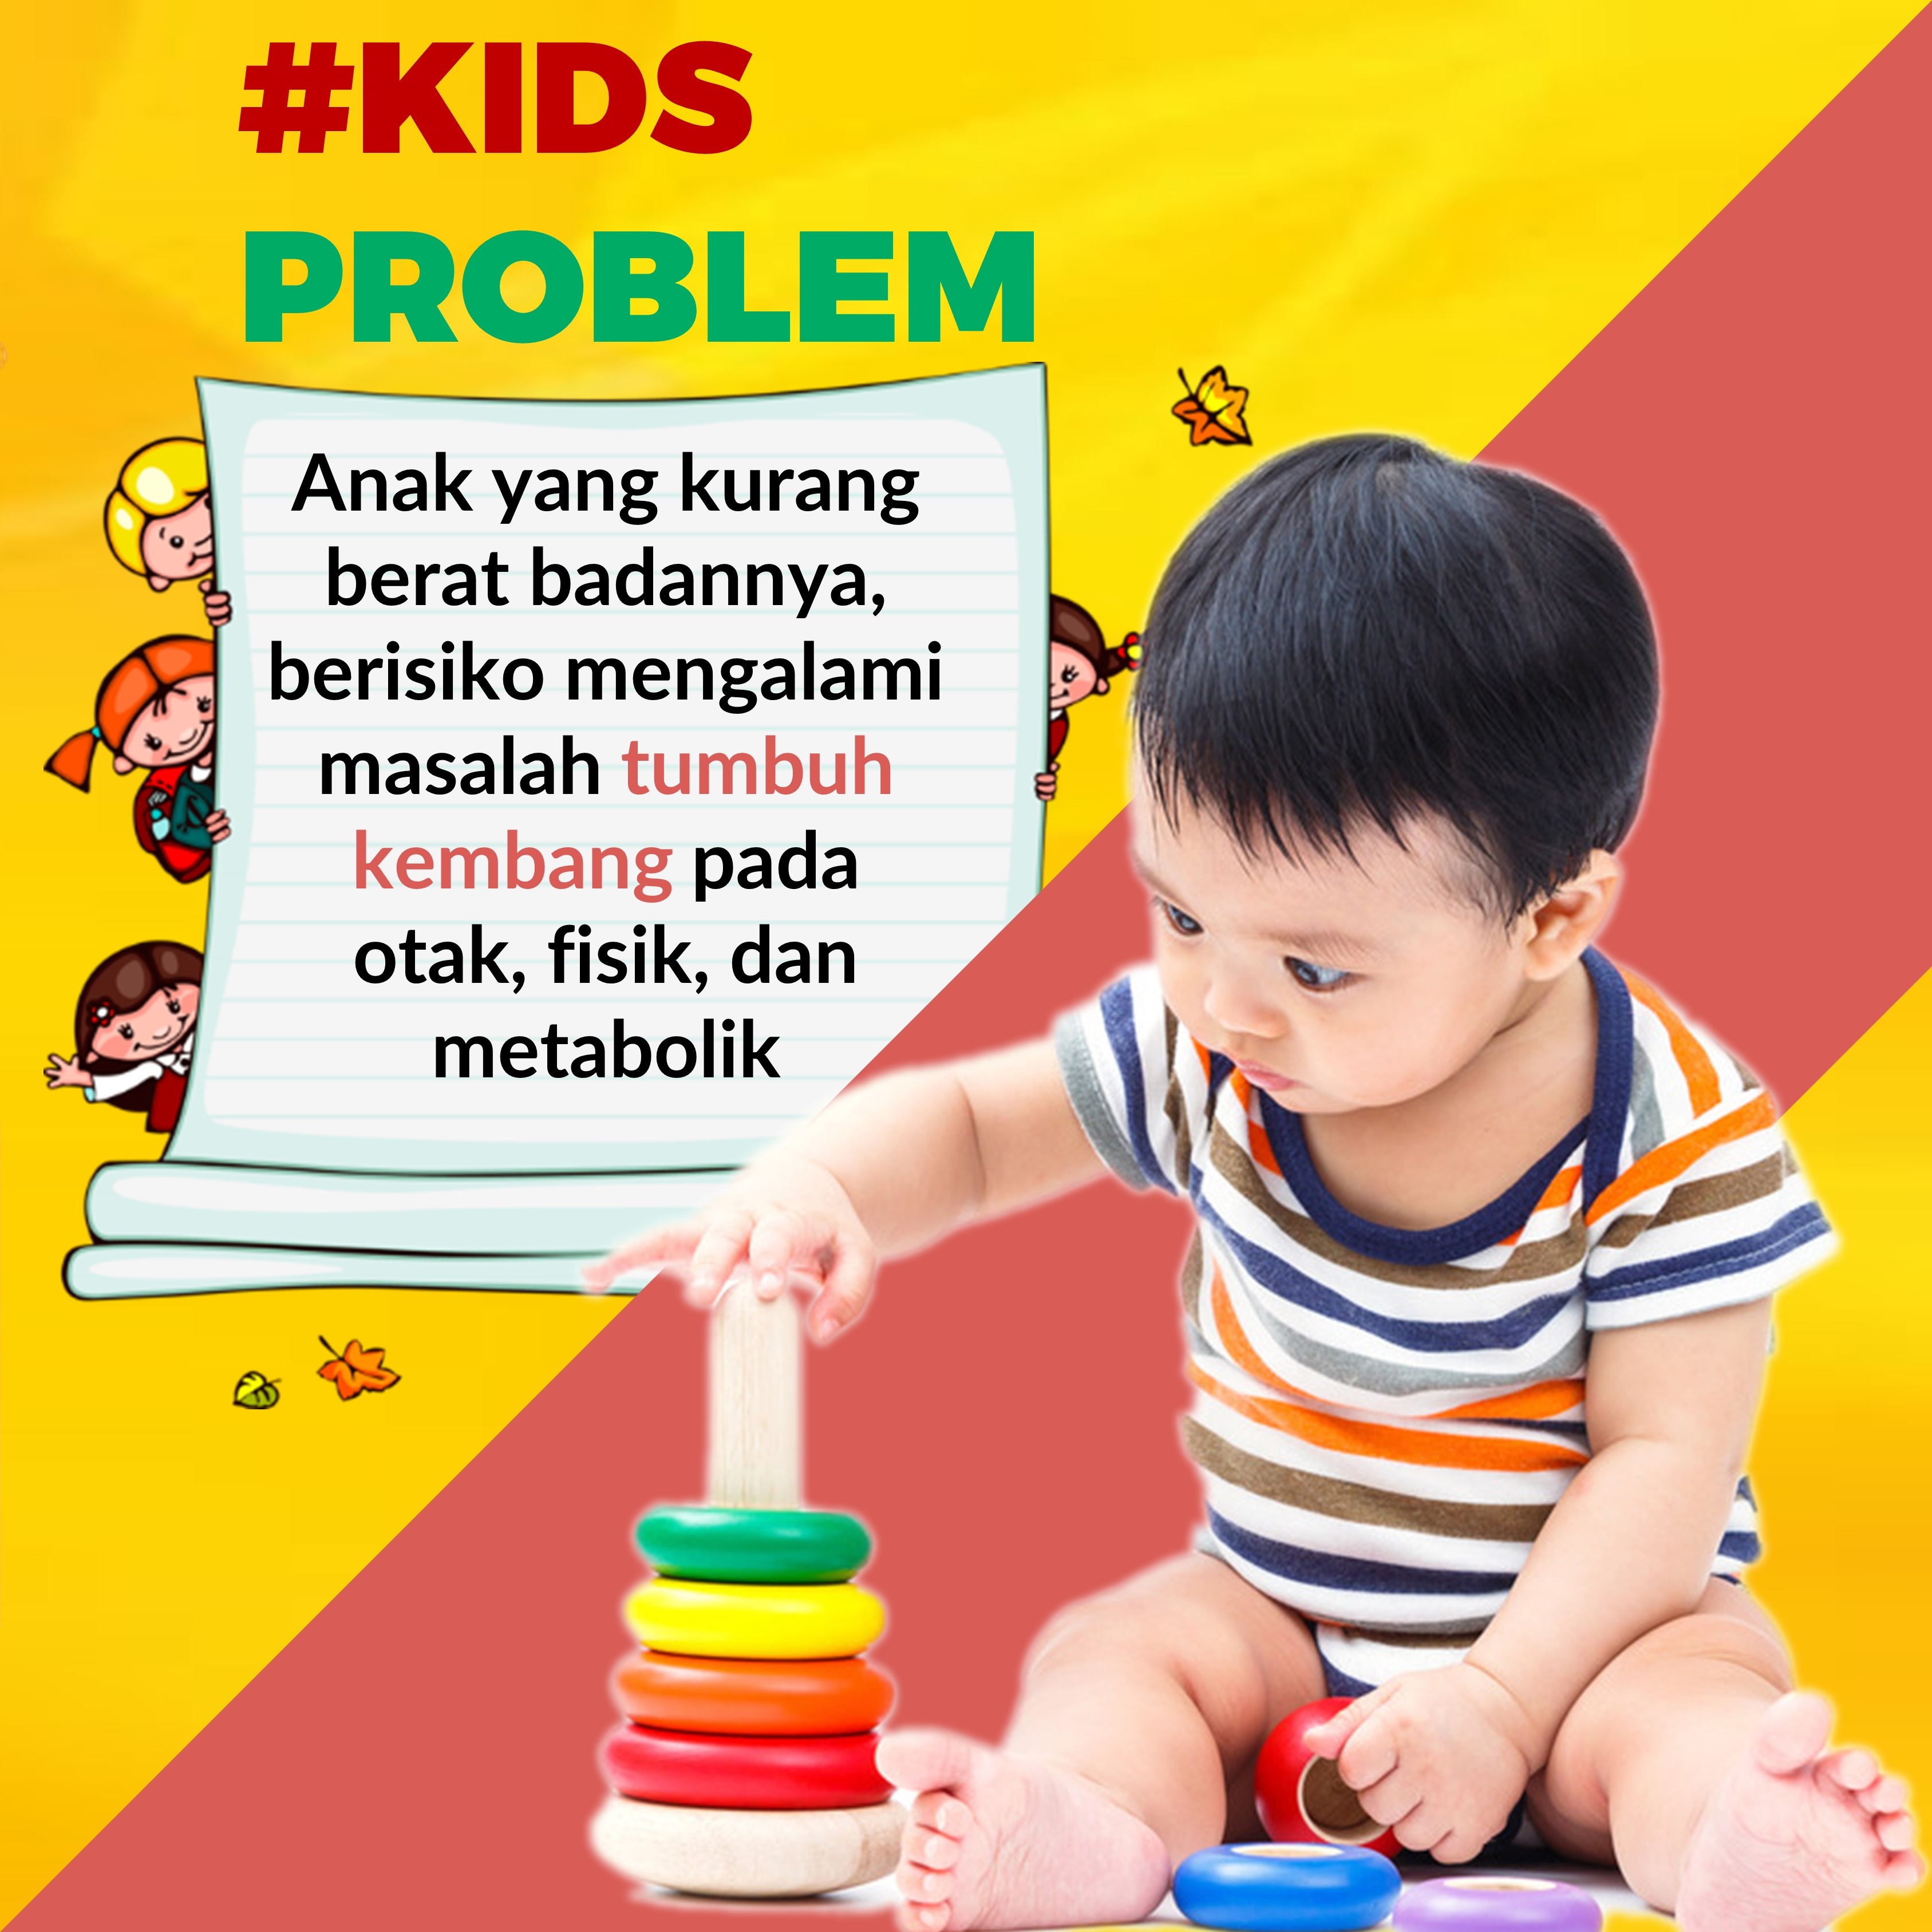 #KIDS
PROBLEM
Anak yang kurang
berat badannya,
berisiko mengalami
masalah tumbuh
kembang pada
otak, fisik, dan
metabolik